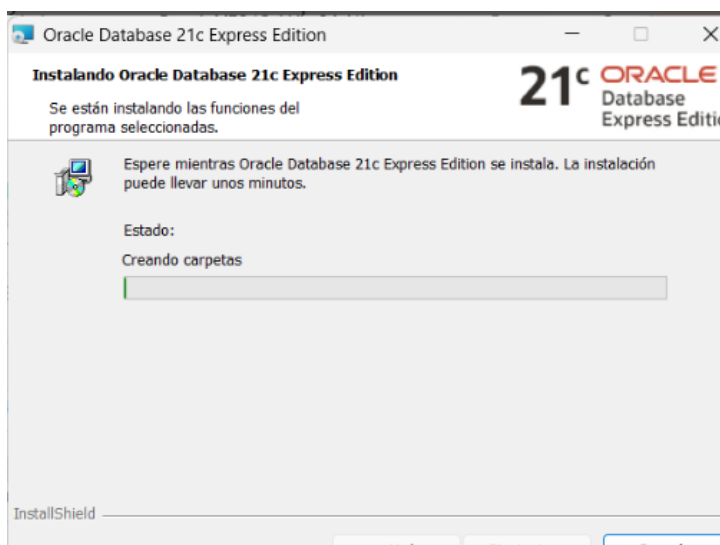 Oracle Database 21c Express Edition
Instalando Oracle Database 21c Express Edition
Se están instalando las funciones del
programa seleccionadas.
21c ORACLE
Database
Express Editio
Espere mientras Oracle Database 21c Express Edition se instala. La instalación
puede llevar unos minutos.
Estado:
Creando carpetas
InstallShield